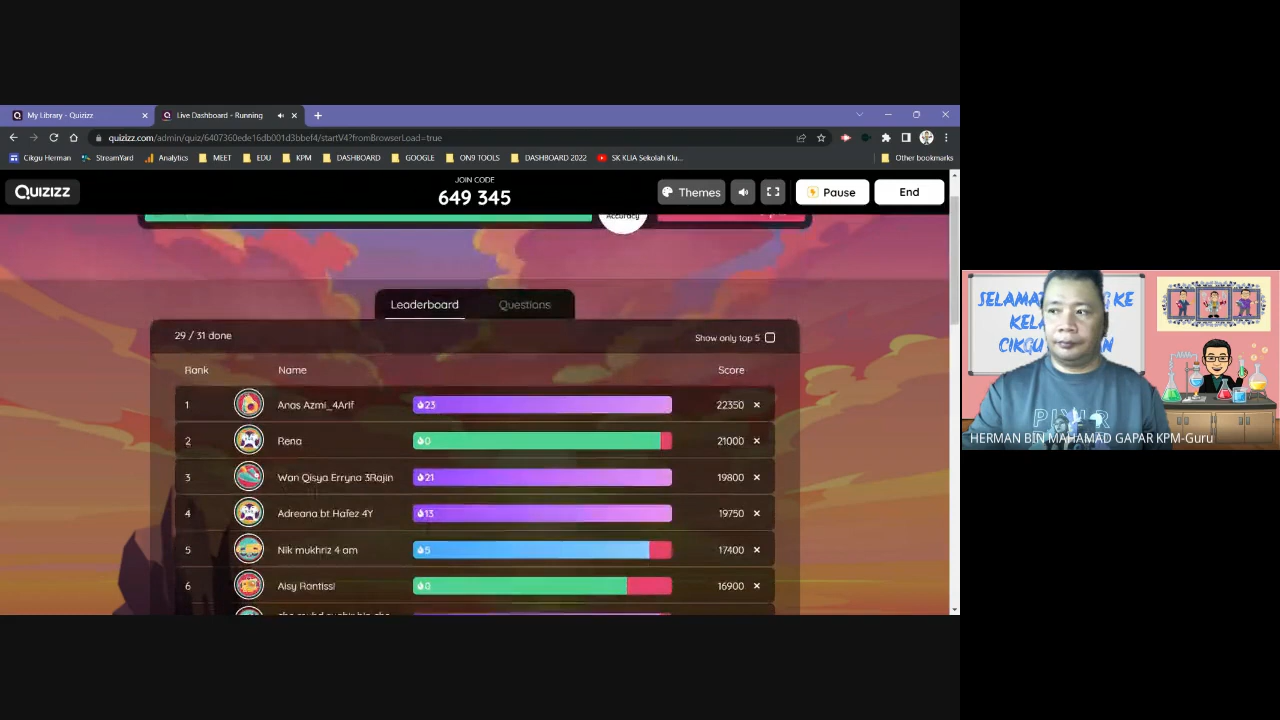 My Library - Quizizz
Live Dashboard - Running
quizizz.com/admin/quiz/6407360ede16db001d3bbef4/startV4?fromBrowserLoad=true
Cikgu Herman StreamYard Analytics MEET EDU KPM DASHBOARD GOOGLE ON9 TOOLS DASHBOARD 2022 SK KLIA Sekolah Klu... Other bookmarks
Quizizz
JOIN CODE
649 345
Themes
Pause
End
Accuracy
Leaderboard Questions
29 / 31 done
Show only top 5
Rank Name Score
1 Anas Azmi_4Arif 23 22350
2 Rena 0 21000
3 Wan Qisya Erryna 3Rajin 21 19800
4 Adreana bt Hafez 4Y 13 19750
5 Nik mukhriz 4 am 5 17400
6 Aisy Rantissi 0 16900
HERMAN BIN MAHAMAD GAPAR KPM-Guru